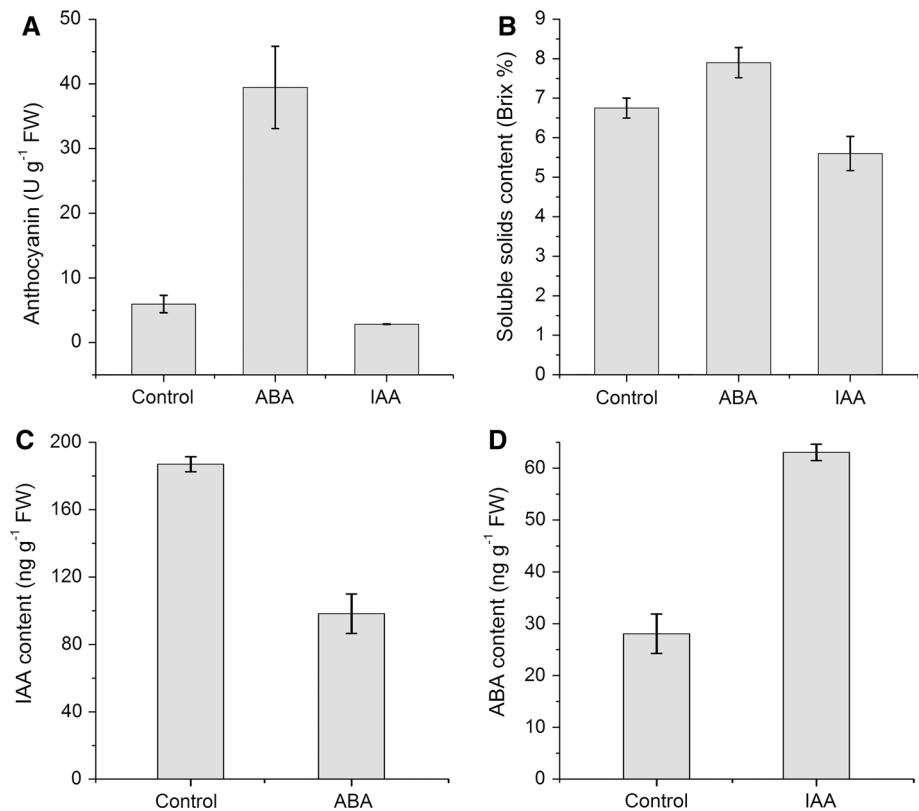 A
Anthocyanin (U g⁻¹ FW)
50
40
30
20
10
0
Control ABA IAA
B
Soluble solids content (Brix %)
9
8
7
6
5
4
3
2
1
0
Control ABA IAA
C
IAA content (ng g⁻¹ FW)
200
160
120
80
40
0
Control ABA
D
ABA content (ng g⁻¹ FW)
60
50
40
30
20
10
0
Control IAA